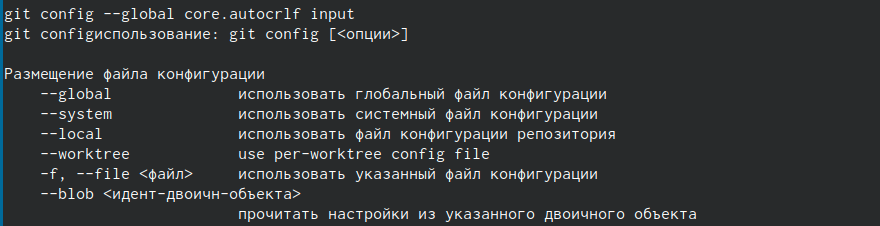 git config --global core.autocrlf input
git configиспользование: git config [<опции>]
Размещение файла конфигурации
--global использовать глобальный файл конфигурации
--system использовать системный файл конфигурации
--local использовать файл конфигурации репозитория
--worktree use per-worktree config file
-f, --file <файл> использовать указанный файл конфигурации
--blob <идент-двоичн-объекта>
прочитать настройки из указанного двоичного объекта